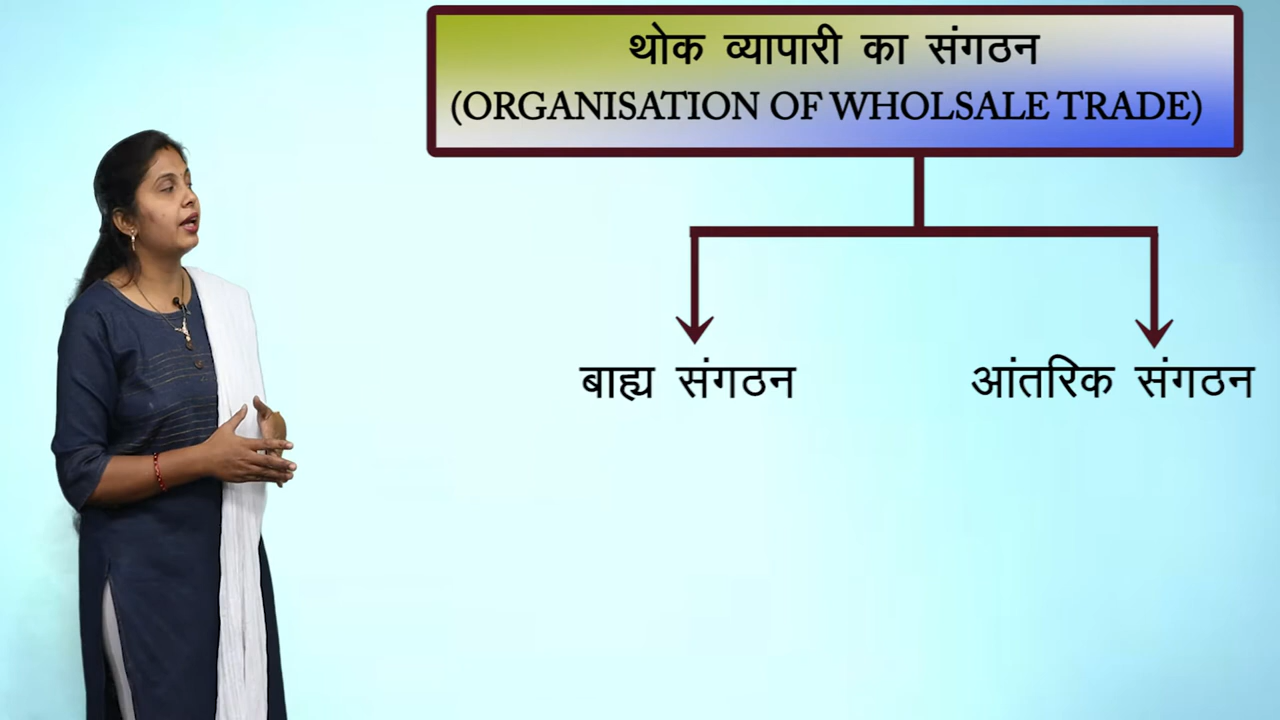 थोक व्यापारी का संगठन
(ORGANISATION OF WHOLSALE TRADE)
बाह्य संगठन
आंतरिक संगठन